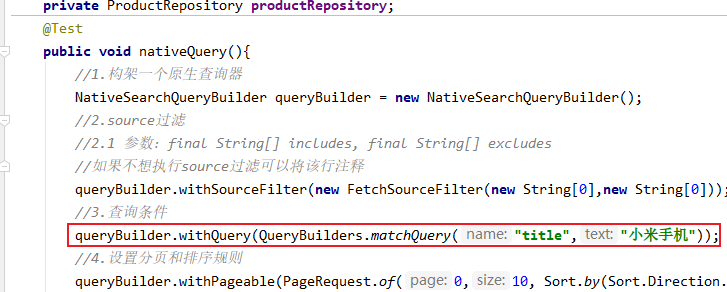 private ProductRepository productRepository;
@Test
public void nativeQuery(){
//1.构架一个原生查询器
NativeSearchQueryBuilder queryBuilder = new NativeSearchQueryBuilder();
//2.source过滤
//2.1 参数：final String[] includes, final String[] excludes
//如果不想执行source过滤可以将该行注释
queryBuilder.withSourceFilter(new FetchSourceFilter(new String[0],new String[0]));
//3.查询条件
queryBuilder.withQuery(QueryBuilders.matchQuery( name: "title", text: "小米手机"));
//4.设置分页和排序规则
queryBuilder.withPageable(PageRequest.of( page: 0, size: 10, Sort.by(Sort.Direction.